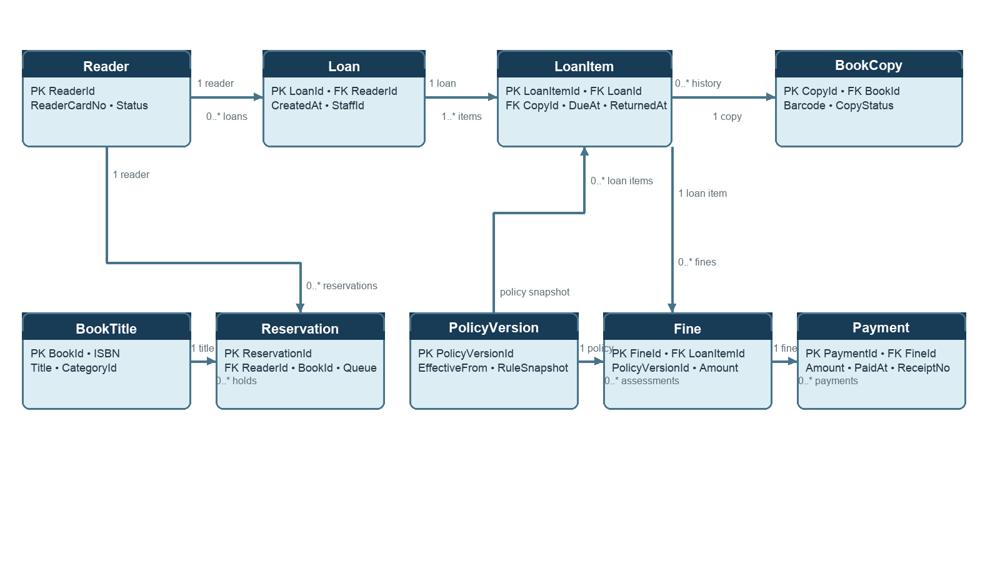 Reader
PK ReaderId
ReaderCardNo • Status
1 reader
0..* loans
Loan
PK LoanId • FK ReaderId
CreatedAt • StaffId
1 loan
1..* items
LoanItem
PK LoanItemId • FK LoanId
FK CopyId • DueAt • ReturnedAt
0..* history
1 copy
BookCopy
PK CopyId • FK BookId
Barcode • CopyStatus
1 reader
0..* reservations
0..* loan items
policy snapshot
1 loan item
0..* fines
BookTitle
PK BookId • ISBN
Title • CategoryId
1 title
0..* holds
Reservation
PK ReservationId
FK ReaderId • BookId • Queue
PolicyVersion
PK PolicyVersionId
EffectiveFrom • RuleSnapshot
1 policy
0..* assessments
Fine
PK FineId • FK LoanItemId
PolicyVersionId • Amount
1 fine
0..* payments
Payment
PK PaymentId • FK FineId
Amount • PaidAt • ReceiptNo